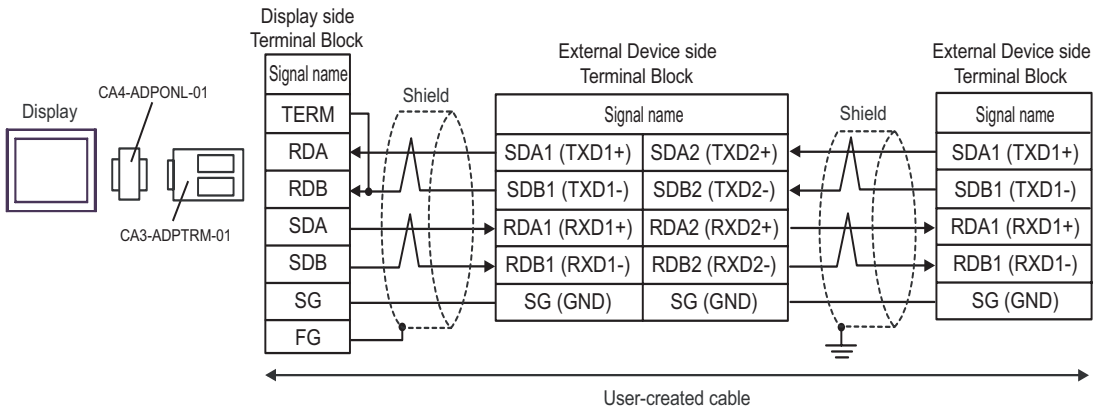 Display side
Terminal Block
External Device side
Terminal Block
External Device side
Terminal Block
Display
CA4-ADPONL-01
CA3-ADPTRM-01
Shield
Shield
Signal name
Signal name
Signal name
TERM
RDA
SDA1 (TXD1+)
SDA2 (TXD2+)
SDA1 (TXD1+)
RDB
SDB1 (TXD1-)
SDB2 (TXD2-)
SDB1 (TXD1-)
SDA
RDA1 (RXD1+)
RDA2 (RXD2+)
RDA1 (RXD1+)
SDB
RDB1 (RXD1-)
RDB2 (RXD2-)
RDB1 (RXD1-)
SG
SG (GND)
SG (GND)
SG (GND)
FG
User-created cable